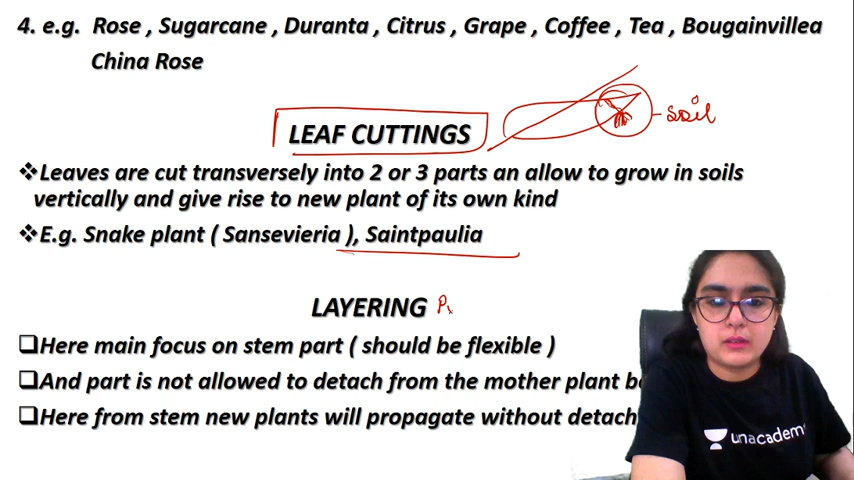 4. e.g. Rose , Sugarcane , Duranta , Citrus , Grape , Coffee , Tea , Bougainvillea
China Rose
LEAF CUTTINGS
soil
❖Leaves are cut transversely into 2 or 3 parts an allow to grow in soils
vertically and give rise to new plant of its own kind
❖E.g. Snake plant ( Sansevieria ), Saintpaulia
LAYERING
❑Here main focus on stem part ( should be flexible )
❑And part is not allowed to detach from the mother plant
❑Here from stem new plants will propagate without
unacademy